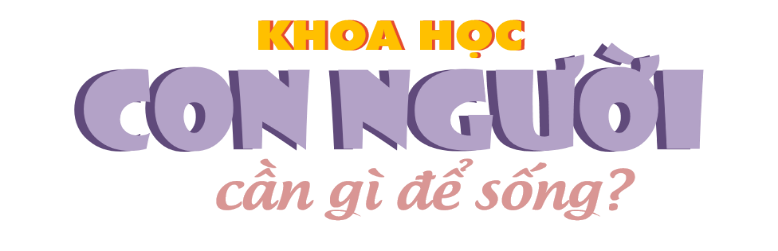 KHOA HỌC
CON NGƯỜI
cần gì để sống?